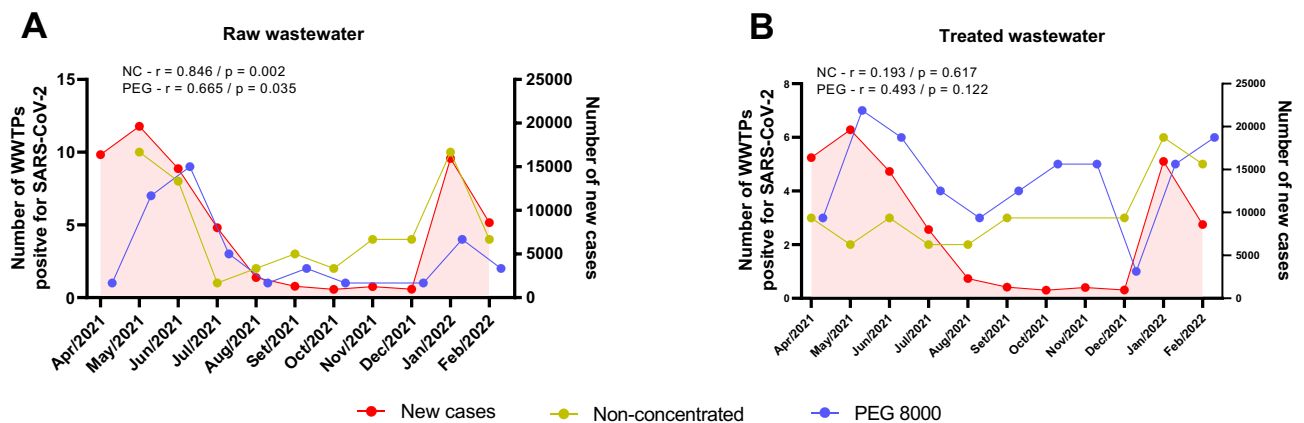 A
Raw wastewater
NC - r = 0.846 / p = 0.002
PEG - r = 0.665 / p = 0.035
Number of WWTPs
positve for SARS-CoV-2
15
10
5
0
25000
20000
15000
10000
5000
0
Number of new
cases
Apr/2021
May/2021
Jun/2021
Jul/2021
Aug/2021
Set/2021
Oct/2021
Nov/2021
Dec/2021
Jan/2022
Feb/2022
B
Treated wastewater
NC - r = 0.193 / p = 0.617
PEG - r = 0.493 / p = 0.122
Number of WWTPs
positive for SARS-CoV-2
8
6
4
2
0
25000
20000
15000
10000
5000
0
Number of new
cases
Apr/2021
May/2021
Jun/2021
Jul/2021
Aug/2021
Set/2021
Oct/2021
Nov/2021
Dec/2021
Jan/2022
Feb/2022
New cases
Non-concentrated
PEG 8000